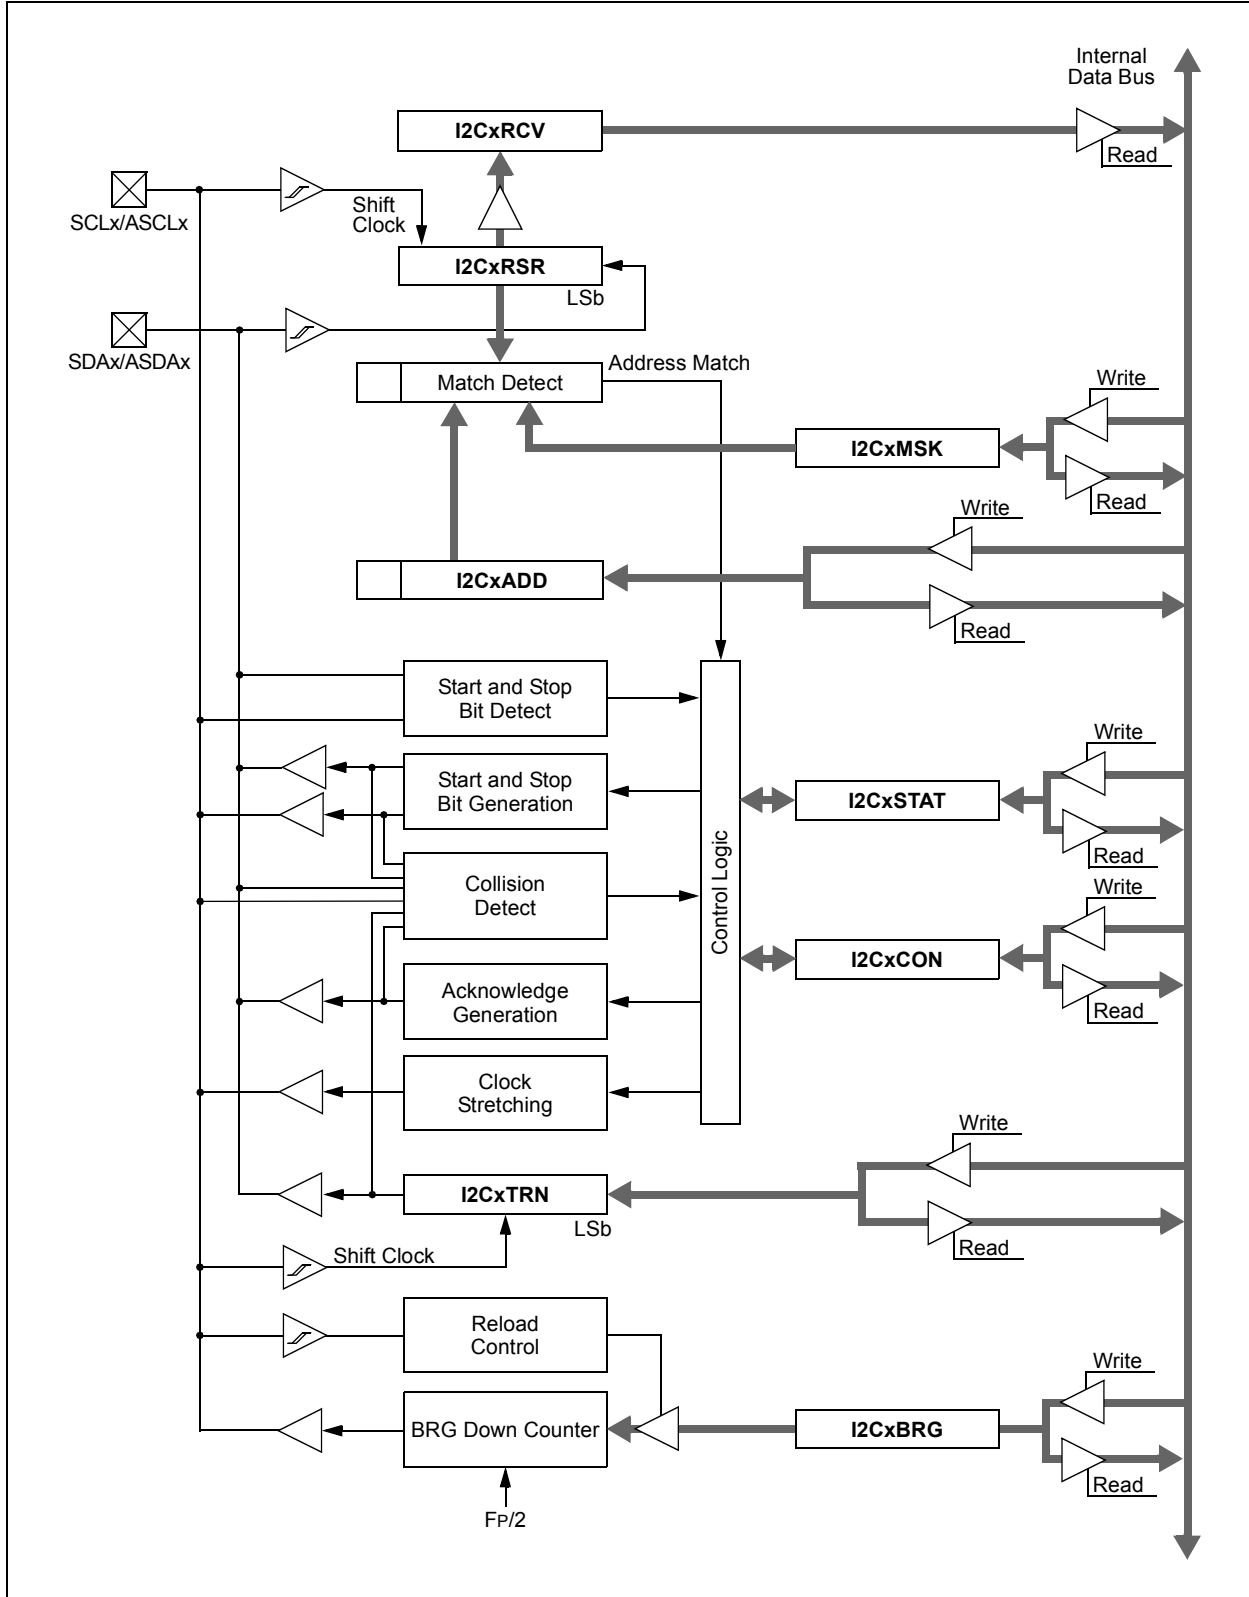 Internal
Data Bus
I2CxRCV
Read
SCLx/ASCLx
Shift
Clock
I2CxRSR
LSb
SDAx/ASDAx
Match Detect
Address Match
Write
I2CxMSK
Read
Write
I2CxADD
Read
Start and Stop
Bit Detect
Write
Start and Stop
Bit Generation
I2CxSTAT
Read
Control Logic
Collision
Detect
Write
I2CxCON
Read
Acknowledge
Generation
Clock
Stretching
Write
I2CxTRN
LSb
Read
Shift Clock
Reload
Control
Write
BRG Down Counter
I2CxBRG
Read
FP/2